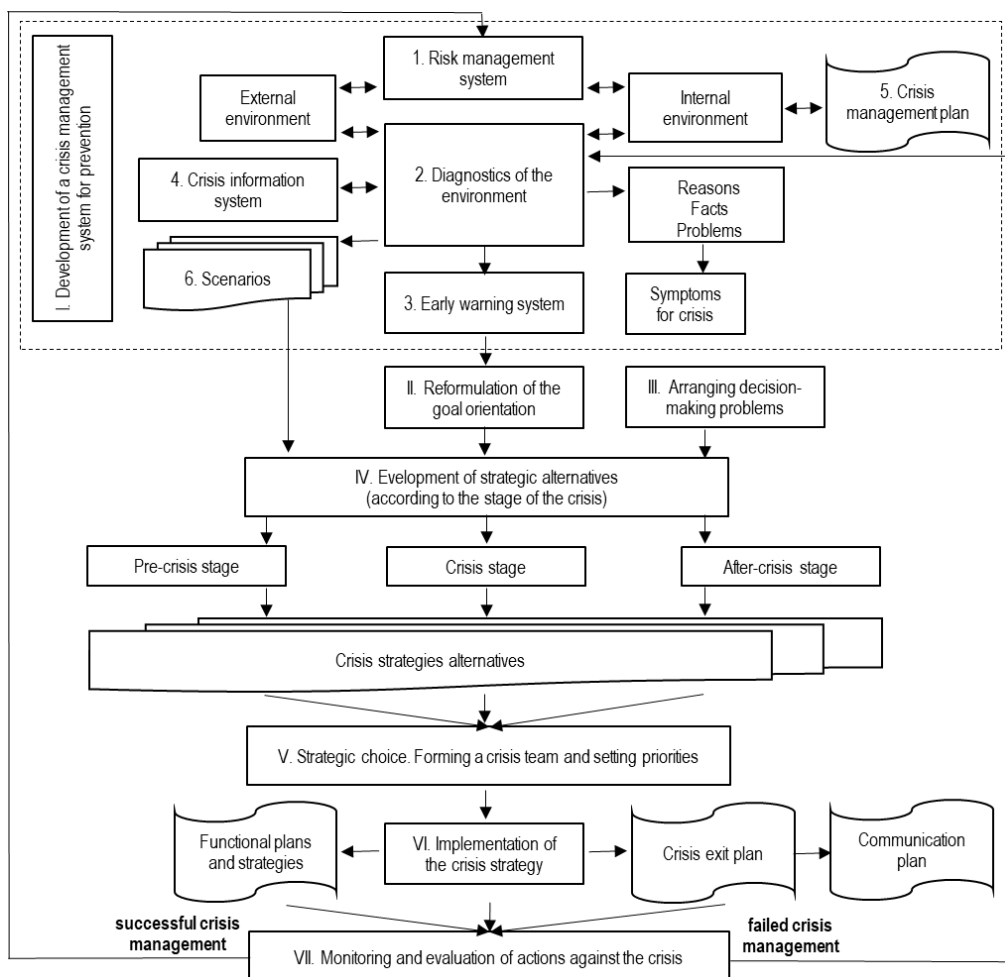 I. Development of a crisis management
system for prevention
1. Risk management
system
External
environment
Internal
environment
5. Crisis
management plan
4. Crisis information
system
2. Diagnostics of the
environment
Reasons
Facts
Problems
6. Scenarios
3. Early warning system
Symptoms
for crisis
II. Reformulation of the
goal orientation
III. Arranging decision-
making problems
IV. Evelopment of strategic alternatives
(according to the stage of the crisis)
Pre-crisis stage
Crisis stage
After-crisis stage
Crisis strategies alternatives
V. Strategic choice. Forming a crisis team and setting priorities
Functional plans
and strategies
VI. Implementation of
the crisis strategy
Crisis exit plan
Communication
plan
successful crisis
management
failed crisis
management
VII. Monitoring and evaluation of actions against the crisis